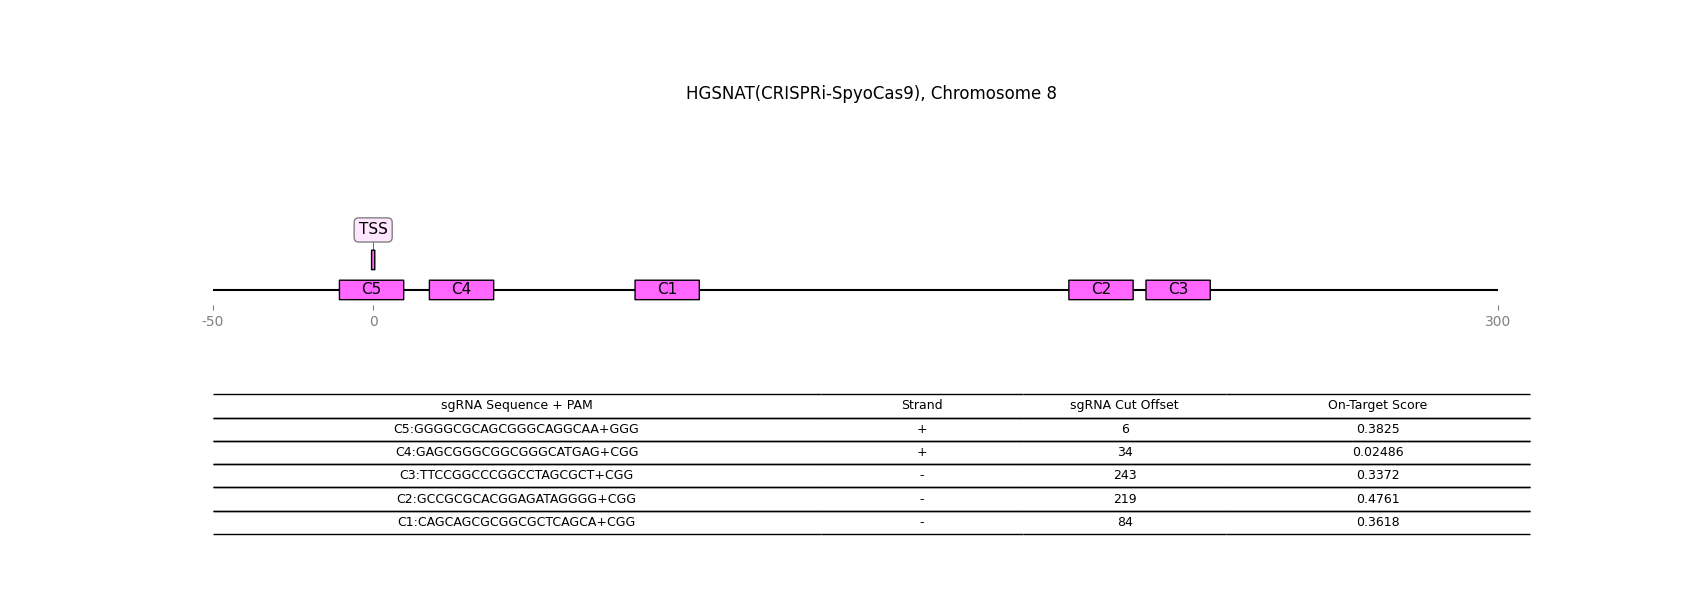 HGSNAT(CRISPRi-SpyoCas9), Chromosome 8
TSS
C5 C4 C1 C2 C3
-50 0 300
sgRNA Sequence + PAM Strand sgRNA Cut Offset On-Target Score
C5:GGGGCGCAGCGGGCAGGCAA+GGG + 6 0.3825
C4:GAGCGGGCGGCGGGCATGAG+CGG + 34 0.02486
C3:TTCCGGCCCGGCCTAGCGCT+CGG - 243 0.3372
C2:GCCGCGCACGGAGATAGGGG+CGG - 219 0.4761
C1:CAGCAGCGCGGCGCTCAGCA+CGG - 84 0.3618